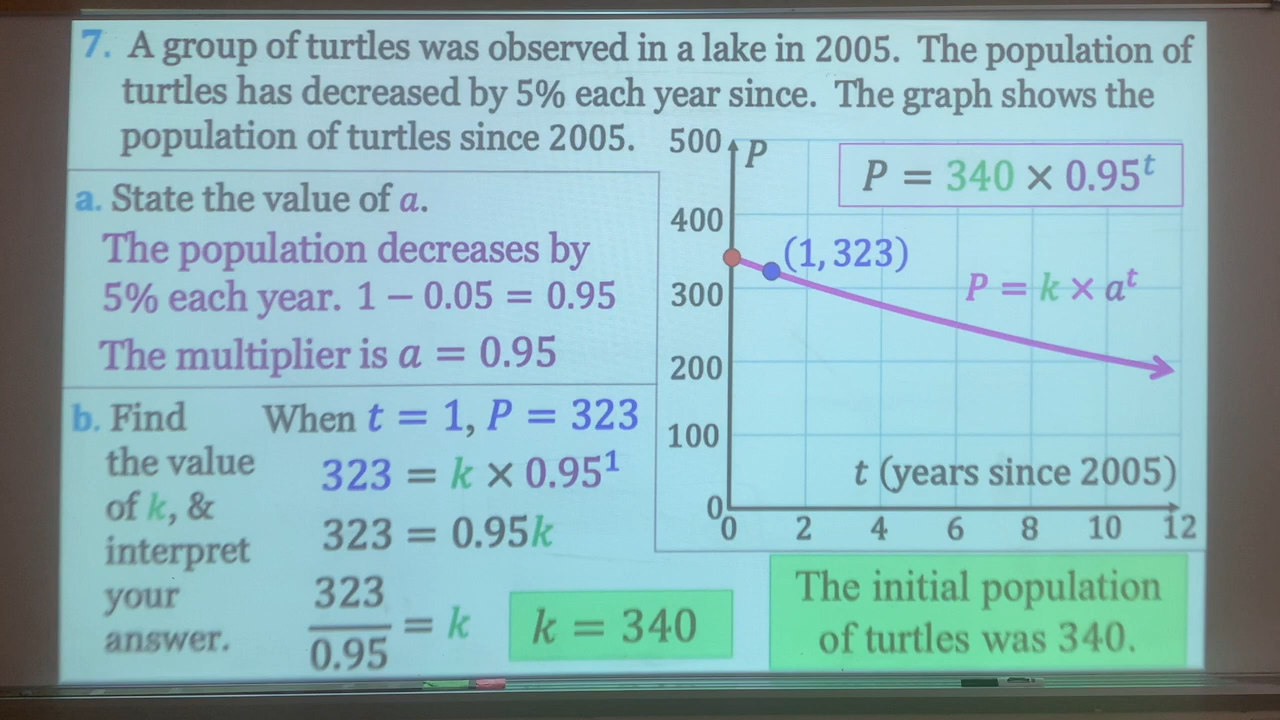 7. A group of turtles was observed in a lake in 2005. The population of
turtles has decreased by 5% each year since. The graph shows the
population of turtles since 2005.
a. State the value of a.
The population decreases by
5% each year. 1 − 0.05 = 0.95
The multiplier is a = 0.95
b. Find
the value
of k, &
interpret
your
answer.
When t = 1, P = 323
323 = k × 0.95¹
323 = 0.95k
323
0.95
= k
k = 340
500
400
300
200
100
0
P
P = 340 × 0.95ᵗ
(1, 323)
P = k × aᵗ
t (years since 2005)
0 2 4 6 8 10 12
The initial population
of turtles was 340.